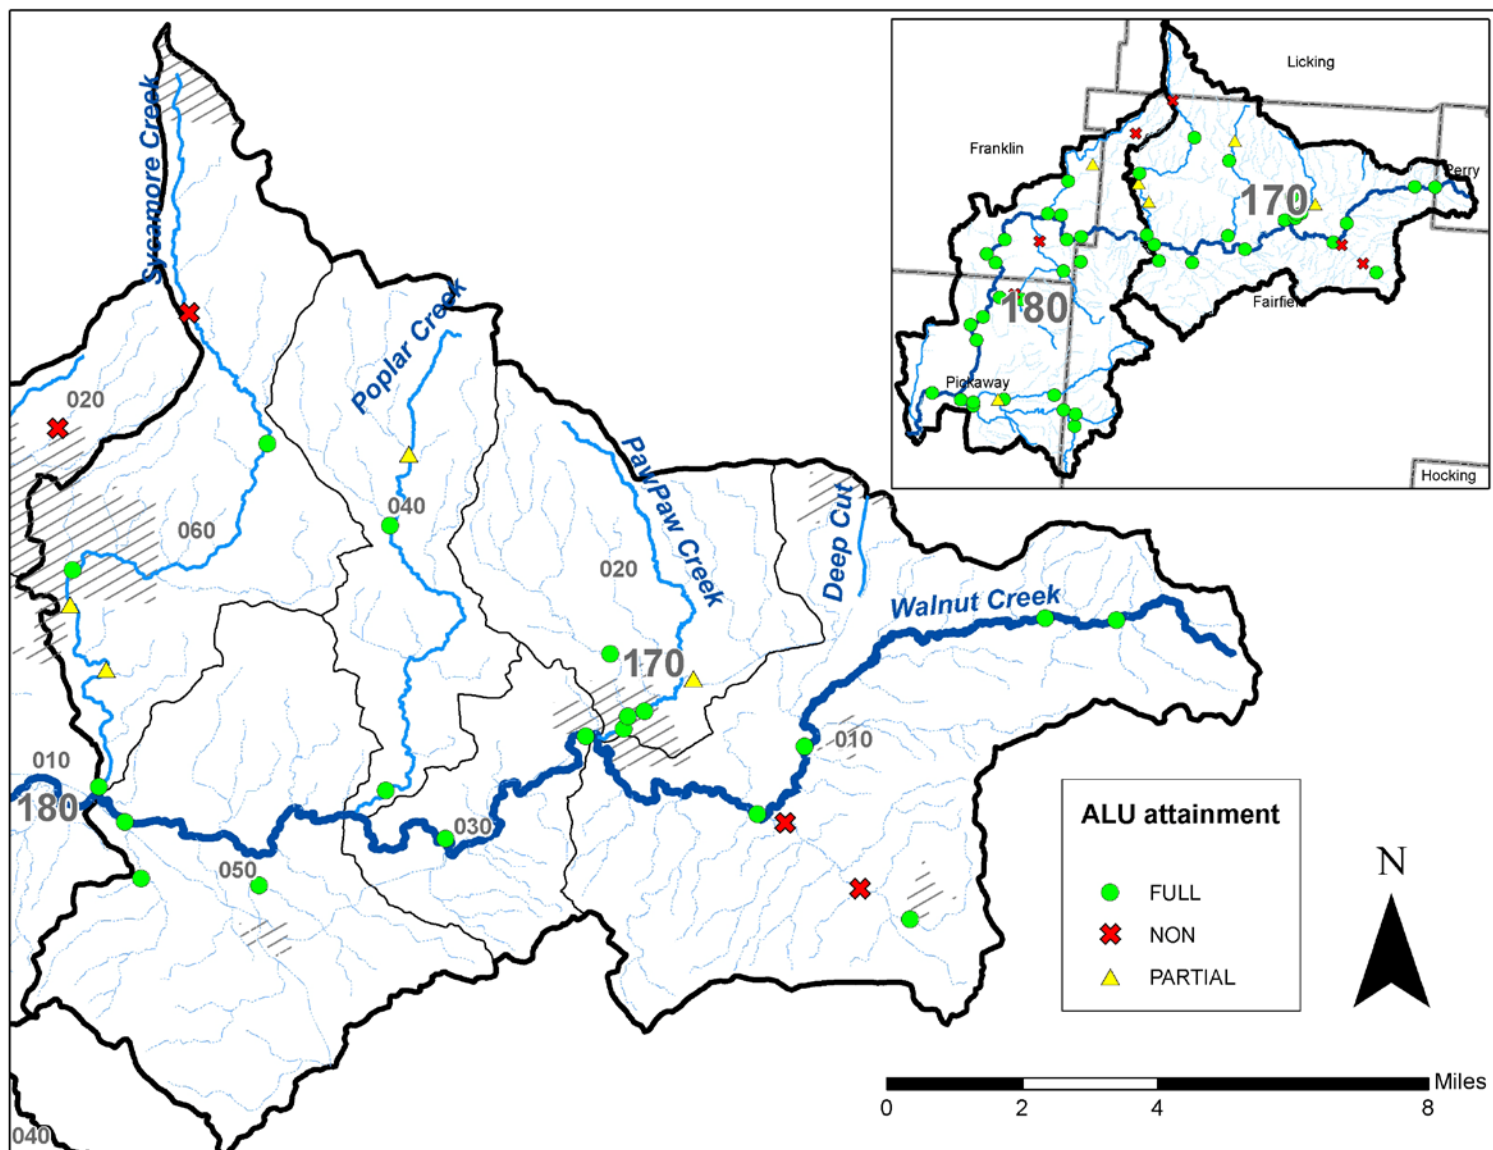 Licking
Franklin
Perry
170
180
Fairfield
Pickaway
Hocking
Sycamore Creek
Poplar Creek
020
040
060
PawPaw Creek
020
Deep Cut
Walnut Creek
170
010
010
180
030
050
040
ALU attainment
FULL
NON
PARTIAL
N
Miles
0 2 4 8